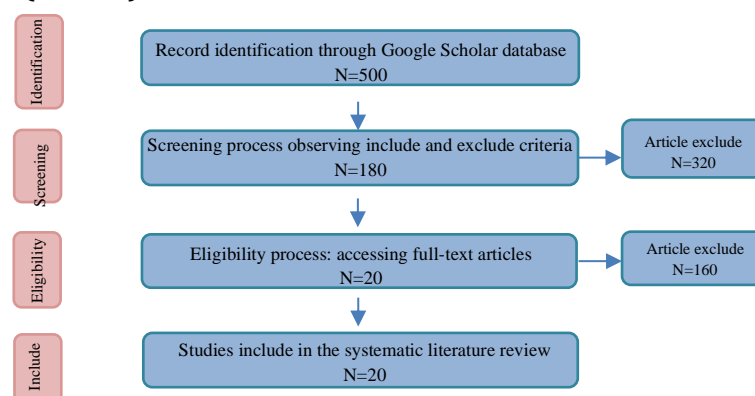 Identification
Record identification through Google Scholar database
N=500
Screening
Screening process observing include and exclude criteria
N=180
Article exclude
N=320
Eligibility
Eligibility process: accessing full-text articles
N=20
Article exclude
N=160
Include
Studies include in the systematic literature review
N=20